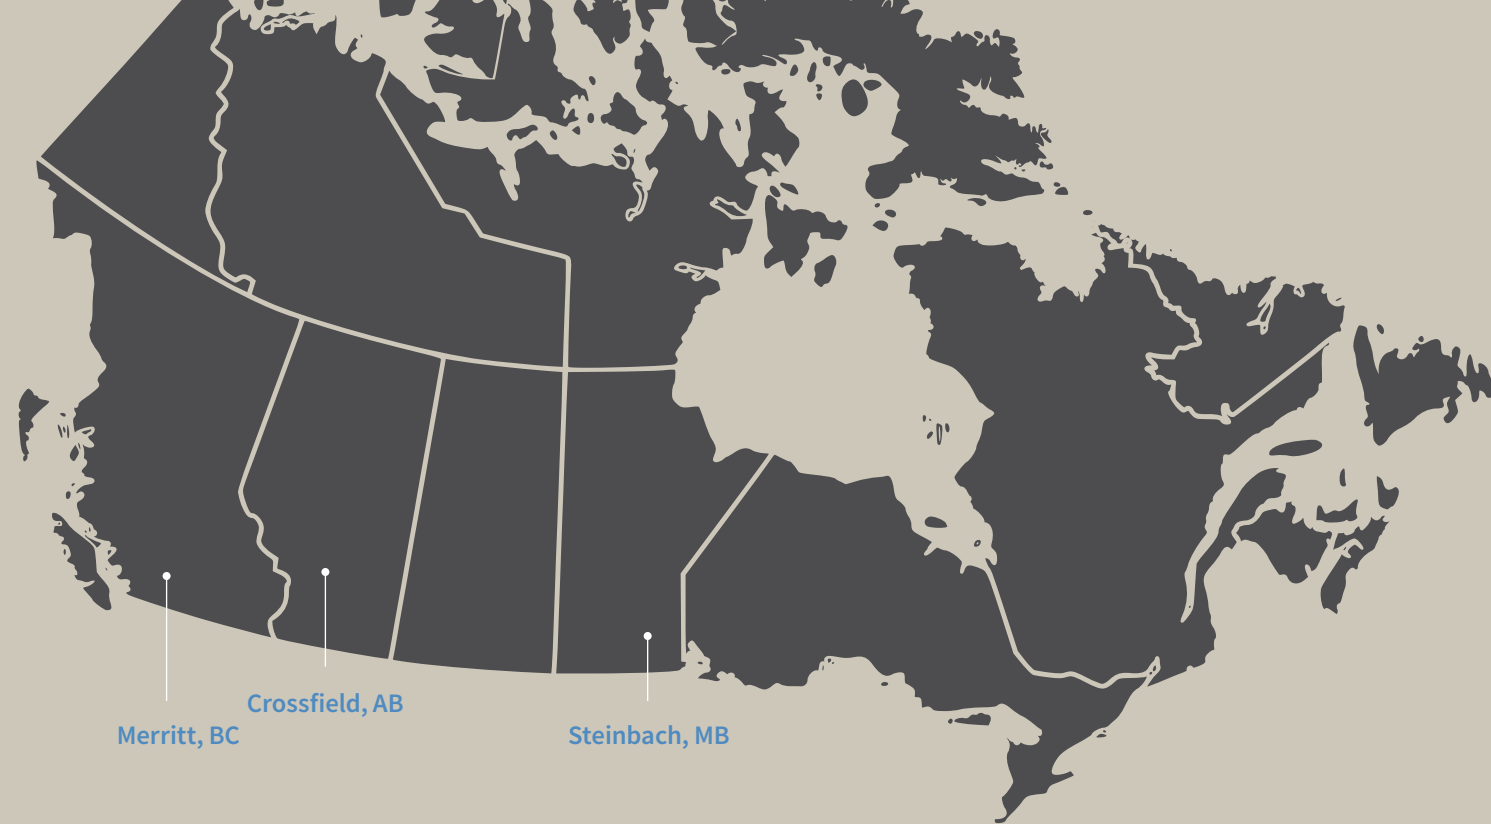 Crossfield, AB
Merritt, BC
Steinbach, MB